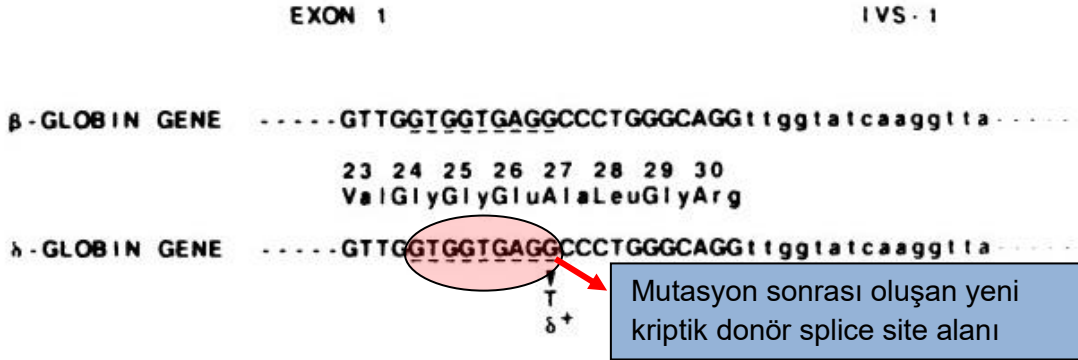 EXON 1 IVS-1
β-GLOBIN GENE -----GTTGGTGGTGAGGCCCTGGGCAGGttggtatcaaggtta-----
23 24 25 26 27 28 29 30
ValGlyGlyGluAlaLeuGlyArg
δ-GLOBIN GENE -----GTTGGTGGTGAGGCCCTGGGCAGGttggtatcaaggtta-----
T
δ+
Mutasyon sonrası oluşan yeni
kriptik donör splice site alanı